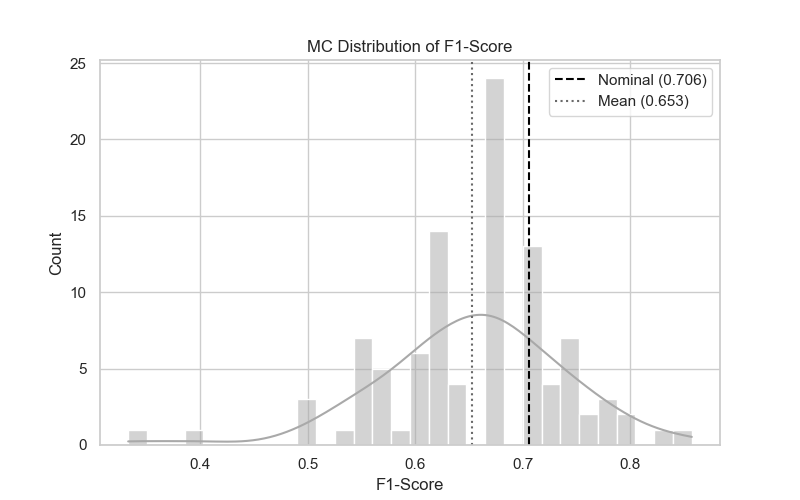 MC Distribution of F1-Score
Nominal (0.706)
Mean (0.653)
Count
25
20
15
10
5
0
0.4 0.5 0.6 0.7 0.8
F1-Score